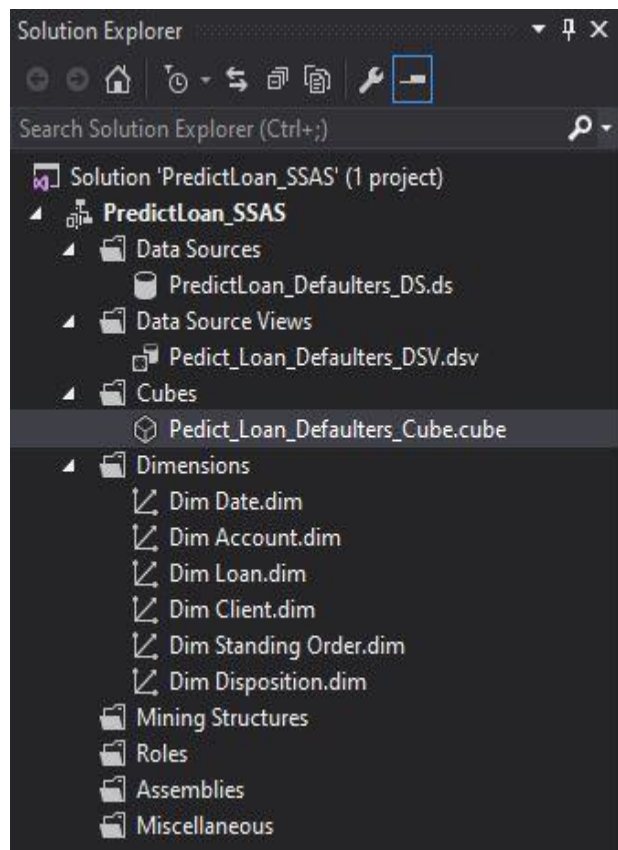 Solution Explorer
Search Solution Explorer (Ctrl+;)
Solution 'PredictLoan_SSAS' (1 project)
PredictLoan_SSAS
Data Sources
PredictLoan_Defaulters_DS.ds
Data Source Views
Pedict_Loan_Defaulters_DSV.dsv
Cubes
Pedict_Loan_Defaulters_Cube.cube
Dimensions
Dim Date.dim
Dim Account.dim
Dim Loan.dim
Dim Client.dim
Dim Standing Order.dim
Dim Disposition.dim
Mining Structures
Roles
Assemblies
Miscellaneous